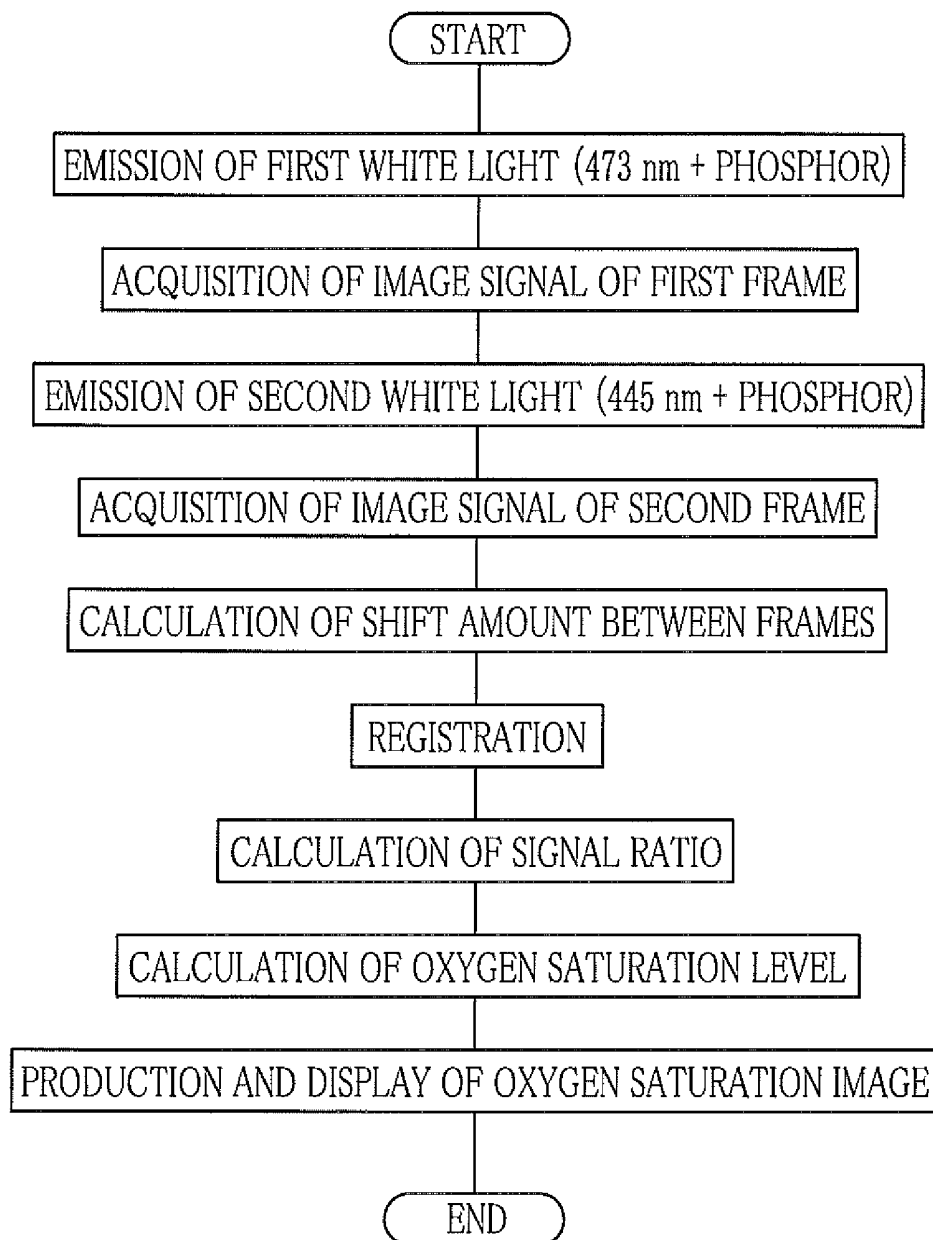 START
EMISSION OF FIRST WHITE LIGHT (473 nm + PHOSPHOR)
ACQUISITION OF IMAGE SIGNAL OF FIRST FRAME
EMISSION OF SECOND WHITE LIGHT (445 nm + PHOSPHOR)
ACQUISITION OF IMAGE SIGNAL OF SECOND FRAME
CALCULATION OF SHIFT AMOUNT BETWEEN FRAMES
REGISTRATION
CALCULATION OF SIGNAL RATIO
CALCULATION OF OXYGEN SATURATION LEVEL
PRODUCTION AND DISPLAY OF OXYGEN SATURATION IMAGE
END